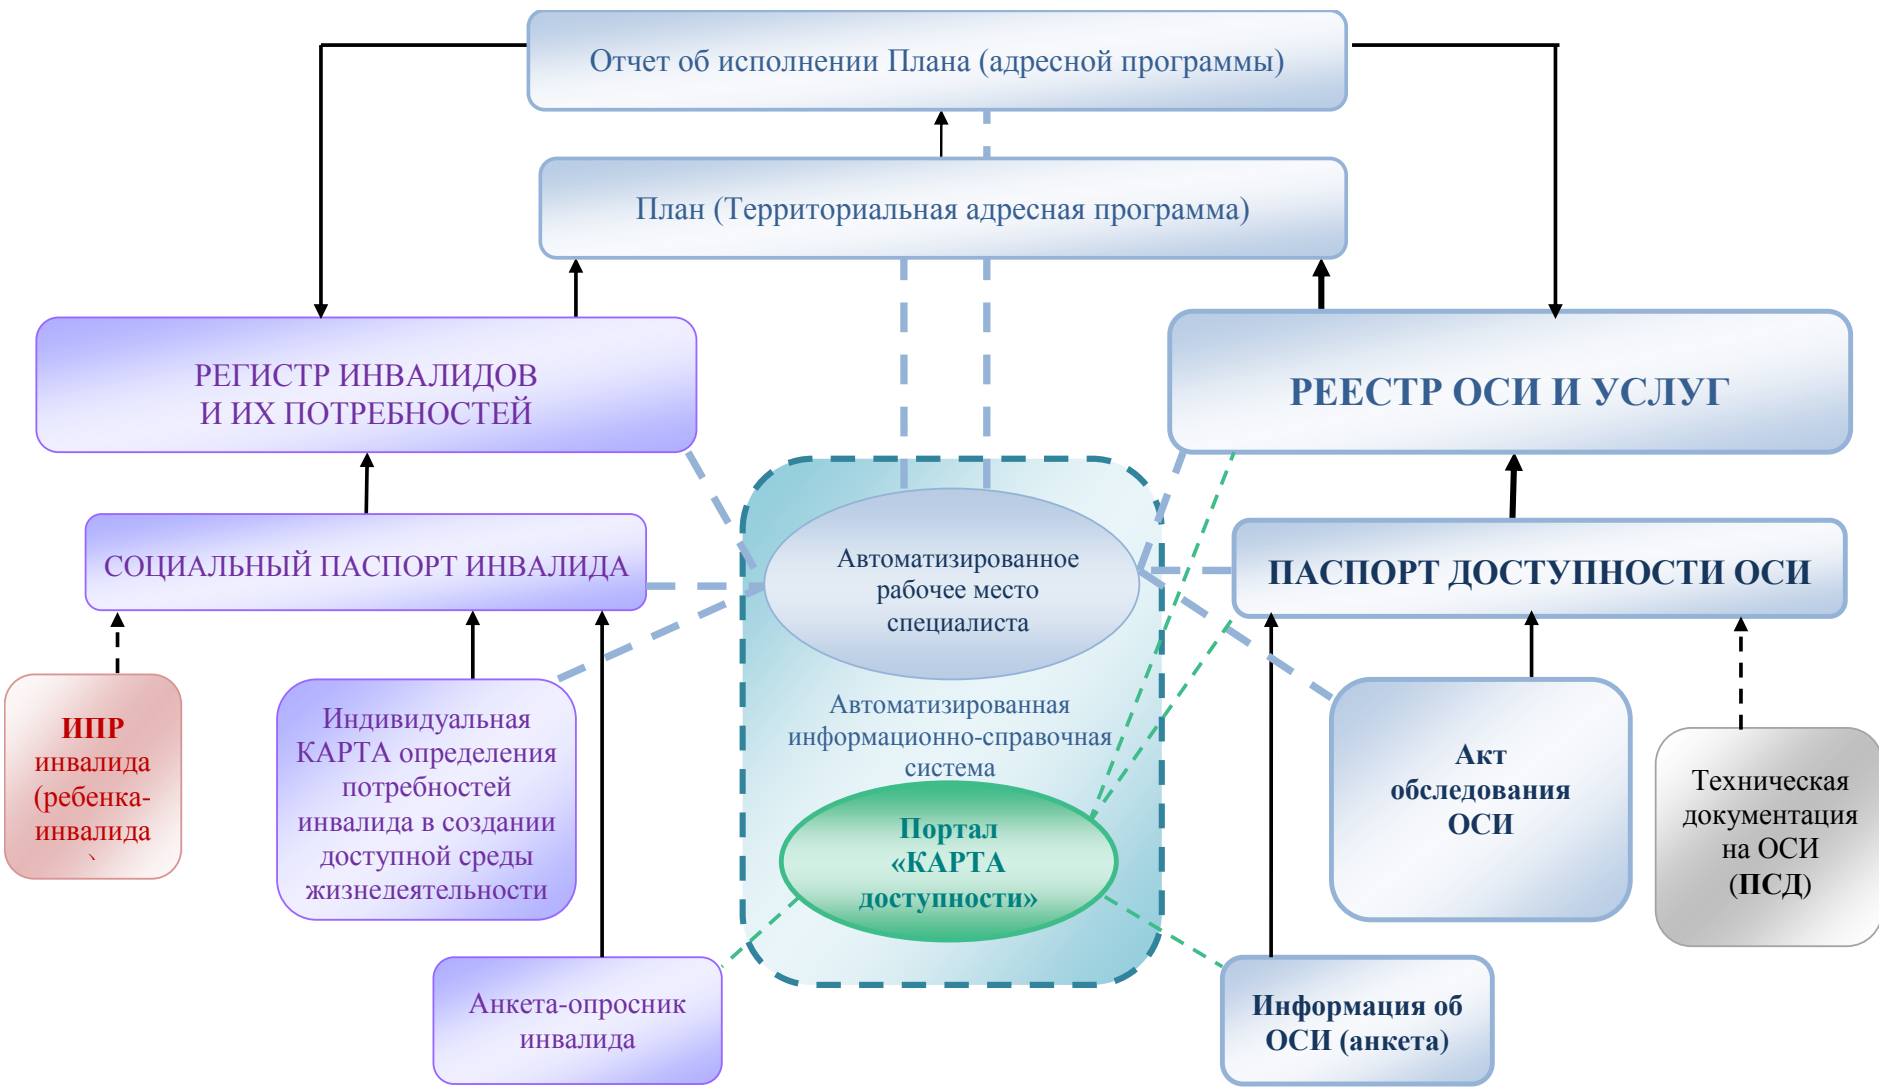 Отчет об исполнении Плана (адресной программы)
План (Территориальная адресная программа)
РЕГИСТР ИНВАЛИДОВ
И ИХ ПОТРЕБНОСТЕЙ
РЕЕСТР ОСИ И УСЛУГ
СОЦИАЛЬНЫЙ ПАСПОРТ ИНВАЛИДА
Автоматизированное
рабочее место
специалиста
ПАСПОРТ ДОСТУПНОСТИ ОСИ
ИПР
инвалида
(ребенка-
инвалида
)
Индивидуальная
КАРТА определения
потребностей
инвалида в создании
доступной среды
жизнедеятельности
Автоматизированная
информационно-справочная
система
Портал
«КАРТА
доступности»
Акт
обследования
ОСИ
Техническая
документация
на ОСИ
(ПСД)
Анкета-опросник
инвалида
Информация об
ОСИ (анкета)